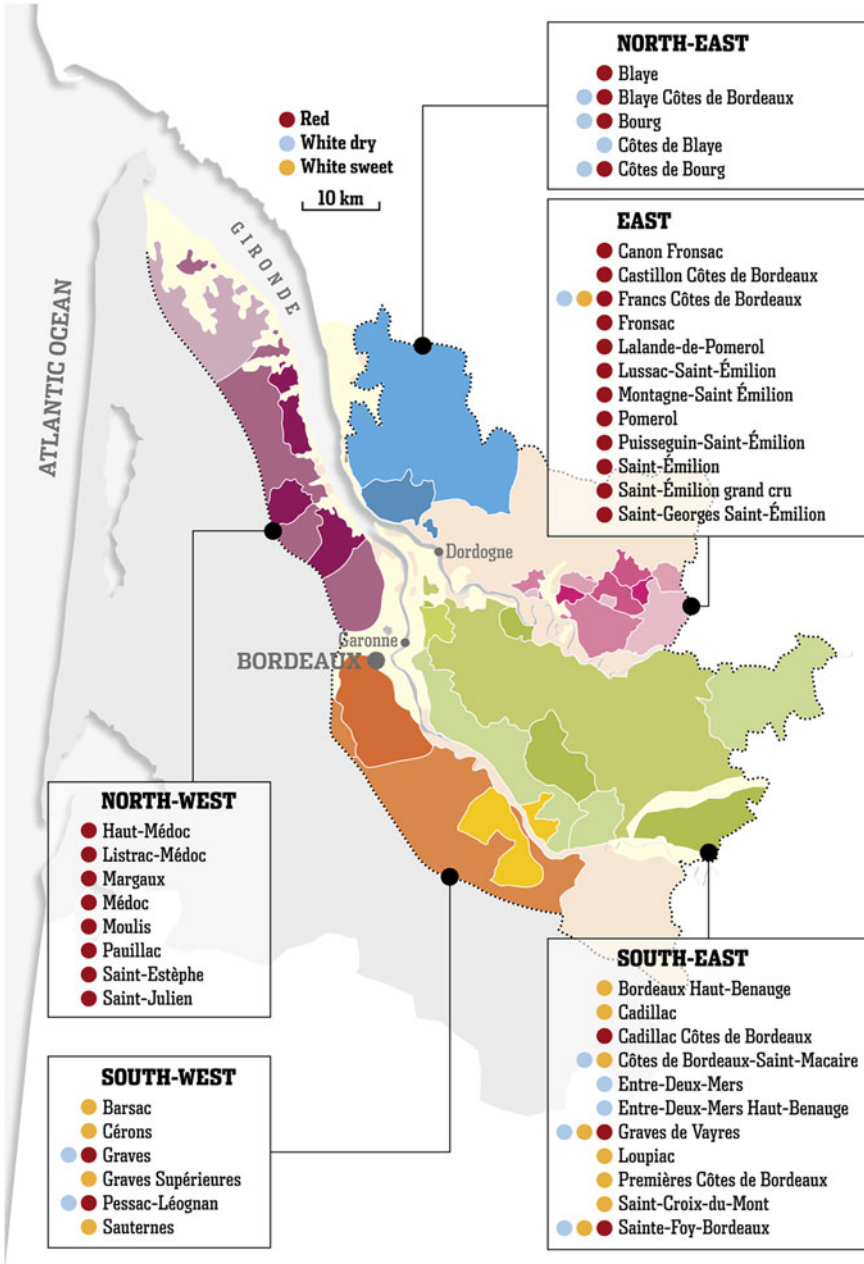 NORTH-EAST
Blaye
Blaye Côtes de Bordeaux
Bourg
Côtes de Blaye
Côtes de Bourg
Red
White dry
White sweet
10 km
EAST
Canon Fronsac
Castillon Côtes de Bordeaux
Francs Côtes de Bordeaux
Fronsac
Lalande-de-Pomerol
Lussac-Saint-Émilion
Montagne-Saint Émilion
Pomerol
Puisseguin-Saint-Émilion
Saint-Émilion
Saint-Émilion grand cru
Saint-Georges Saint-Émilion
GIRONDE
ATLANTIC OCEAN
Dordogne
Garonne
BORDEAUX
NORTH-WEST
Haut-Médoc
Listrac-Médoc
Margaux
Médoc
Moulis
Pauillac
Saint-Estèphe
Saint-Julien
SOUTH-WEST
Barsac
Cérons
Graves
Graves Supérieures
Pessac-Léognan
Sauternes
SOUTH-EAST
Bordeaux Haut-Benauge
Cadillac
Cadillac Côtes de Bordeaux
Côtes de Bordeaux-Saint-Macaire
Entre-Deux-Mers
Entre-Deux-Mers Haut-Benauge
Graves de Vayres
Loupiac
Premières Côtes de Bordeaux
Saint-Croix-du-Mont
Sainte-Foy-Bordeaux